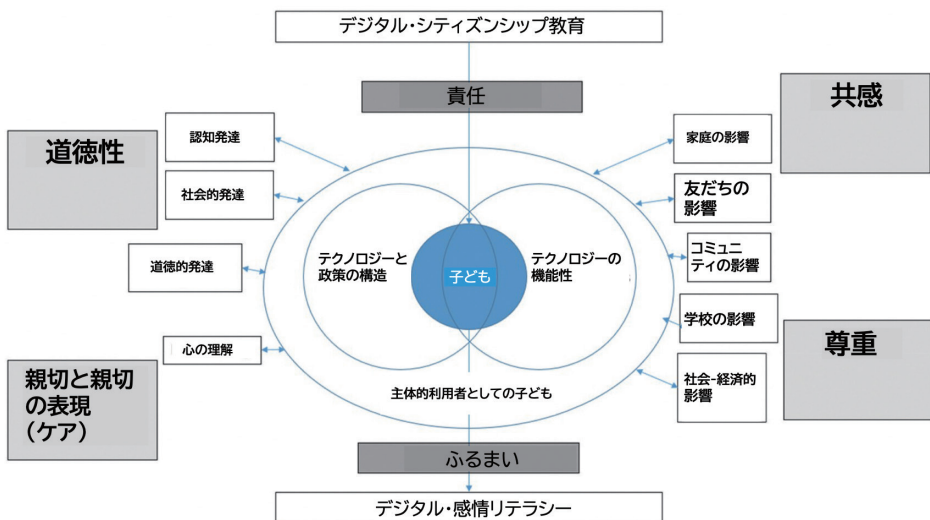 デジタル・シティズンシップ教育
責任
共感
道徳性
認知発達
家庭の影響
社会的発達
友だちの
影響
テクノロジーと
政策の構造
子ども
テクノロジーの
機能性
コミュニ
ティの影響
道徳的発達
学校の影響
尊重
心の理解
親切と親切
の表現
(ケア)
主体的利用者としての子ども
社会-経済的
影響
ふるまい
デジタル・感情リテラシー